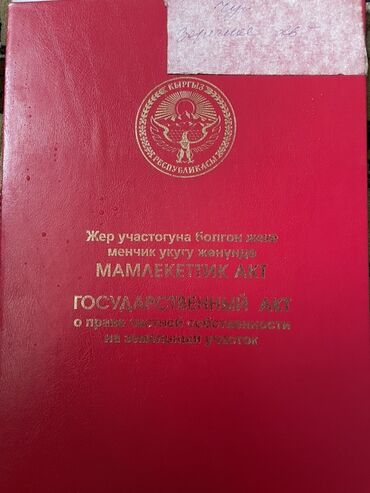 КЫРГЫЗ
РЕСПУБЛИКАСЫ
Жер участогуна болгон жеке
менчик укугу жөнүндө
МАМЛЕКЕТТИК АКТ
ГОСУДАРСТВЕННЫЙ АКТ
о праве частной собственности
на земельный участок